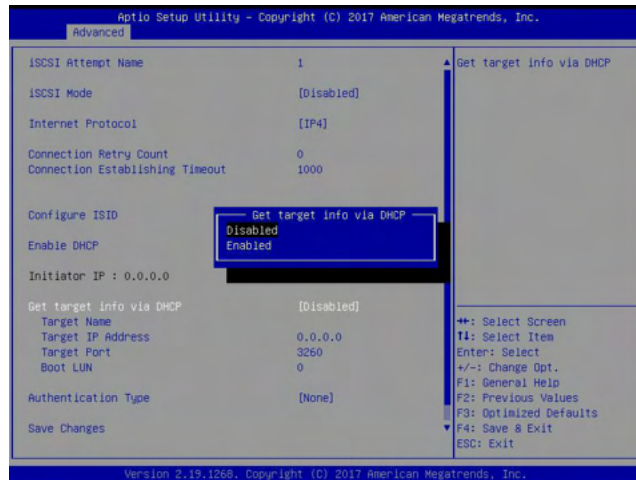 Aptio Setup Utility – Copyright (C) 2017 American Megatrends, Inc.
Advanced
iSCSI Attempt Name 1
iSCSI Mode [Disabled]
Internet Protocol [IP4]
Connection Retry Count 0
Connection Establishing Timeout 1000
Configure ISID
Enable DHCP
Initiator IP : 0.0.0.0
Get target info via DHCP [Disabled]
Target Name
Target IP Address 0.0.0.0
Target Port 3260
Boot LUN 0
Authentication Type [None]
Save Changes
Get target info via DHCP
Disabled
Enabled
Get target info via DHCP
→←: Select Screen
↑↓: Select Item
Enter: Select
+/-: Change Opt.
F1: General Help
F2: Previous Values
F3: Optimized Defaults
F4: Save & Exit
ESC: Exit
Version 2.19.1268. Copyright (C) 2017 American Megatrends, Inc.